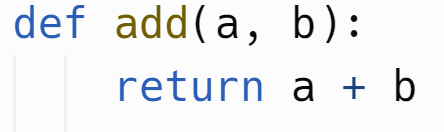 def add(a, b):
    return a + b